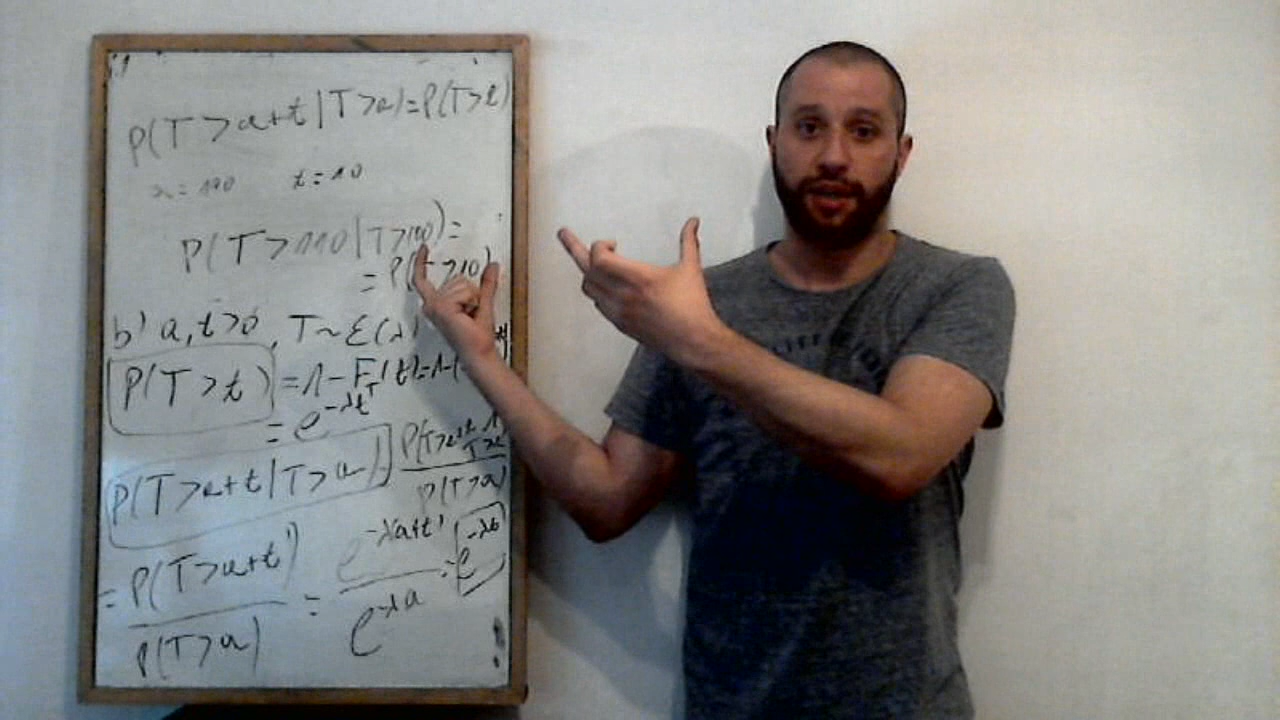 P(T>a+t|T>a)=P(T>t)
a=100 t=10
P(T>110|T>100)=
= P(T>10)
b) a,t>0, T~ε(λ)
P(T>t) = 1-F_T(t)=1-(
= e^{-λt}
P(T>a+t|T>a) = P(T>a+t ∩ T>a) / P(T>a)
= P(T>a+t) / P(T>a) = e^{-λ(a+t)} / e^{-λa} = e^{-λt}